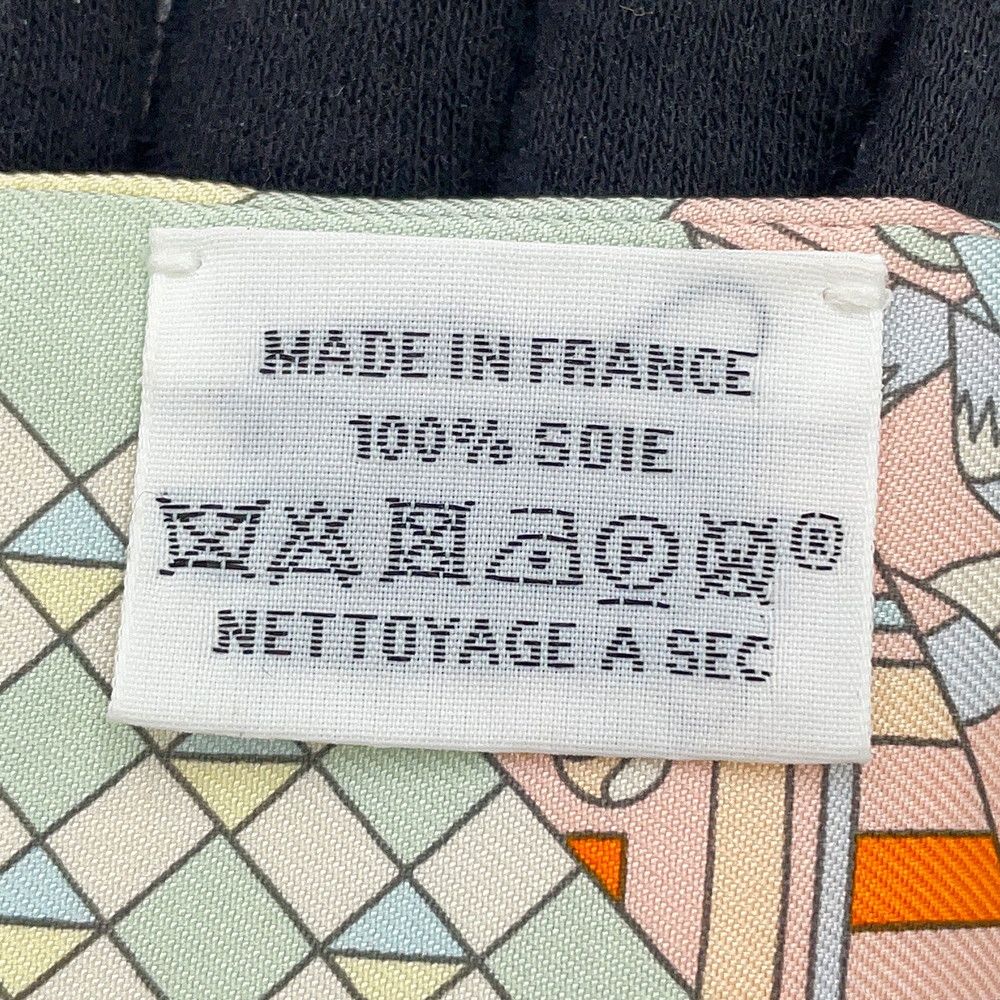 MADE IN FRANCE
100% SOIE
P ®
NETTOYAGE A SEC